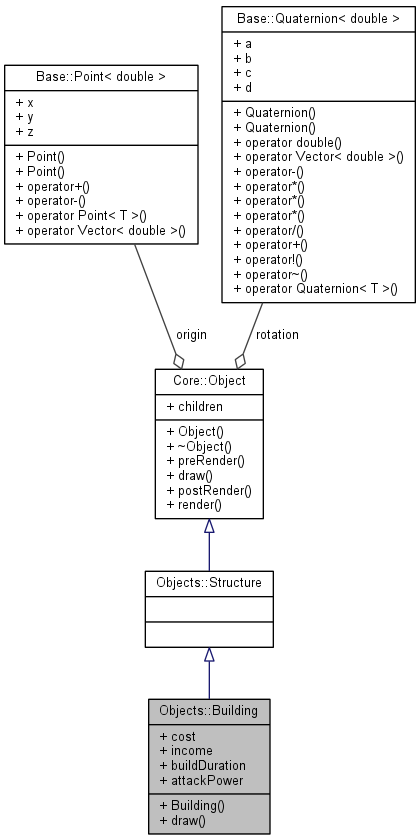 Base::Quaternion< double >
+ a
+ b
+ c
+ d
+ Quaternion()
+ Quaternion()
+ operator double()
+ operator Vector< double >()
+ operator-()
+ operator*()
+ operator*()
+ operator*()
+ operator/()
+ operator+()
+ operator!()
+ operator~()
+ operator Quaternion< T >()
Base::Point< double >
+ x
+ y
+ z
+ Point()
+ Point()
+ operator+()
+ operator-()
+ operator Point< T >()
+ operator Vector< double >()
origin
rotation
Core::Object
+ children
+ Object()
+ ~Object()
+ preRender()
+ draw()
+ postRender()
+ render()
Objects::Structure
Objects::Building
+ cost
+ income
+ buildDuration
+ attackPower
+ Building()
+ draw()